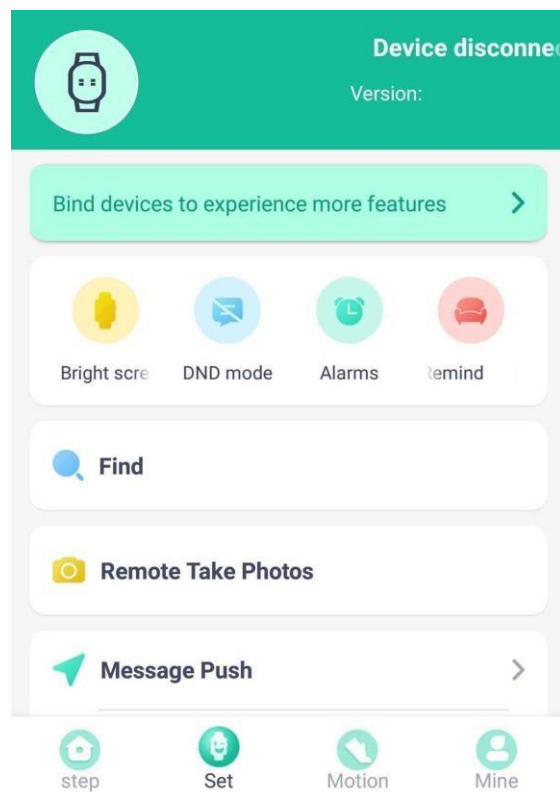 Device disconne
Version:
Bind devices to experience more features
Bright scre
DND mode
Alarms
Remind
Find
Remote Take Photos
Message Push
step
Set
Motion
Mine